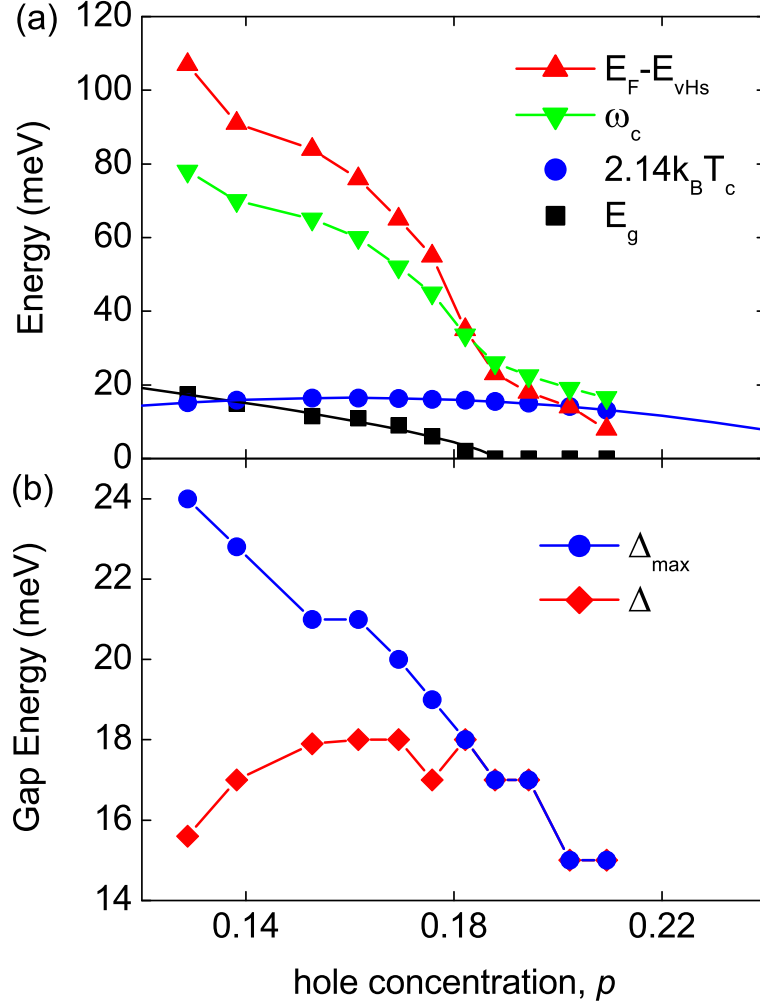 (a)
120
100
80
60
40
20
0
Energy (meV)
E_F-E_vHs
ω_c
2.14k_BT_c
E_g
(b)
24
22
20
18
16
14
Gap Energy (meV)
Δ_max
Δ
0.14 0.18 0.22
hole concentration, p